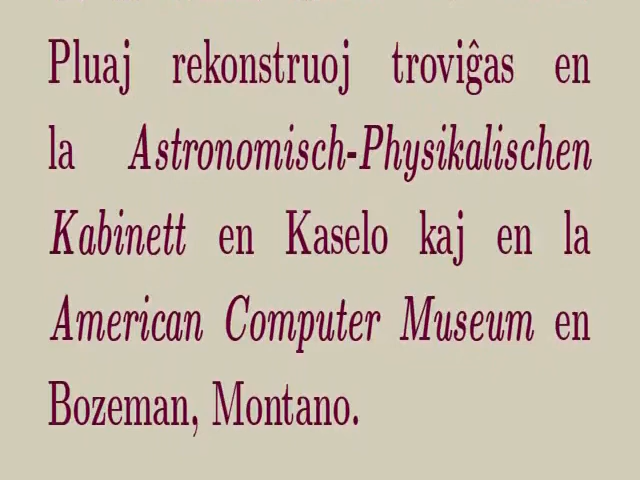 Pluaj rekonstruoj troviĝas en
la Astronomisch-Physikalischen
Kabinett en Kaselo kaj en la
American Computer Museum en
Bozeman, Montano.